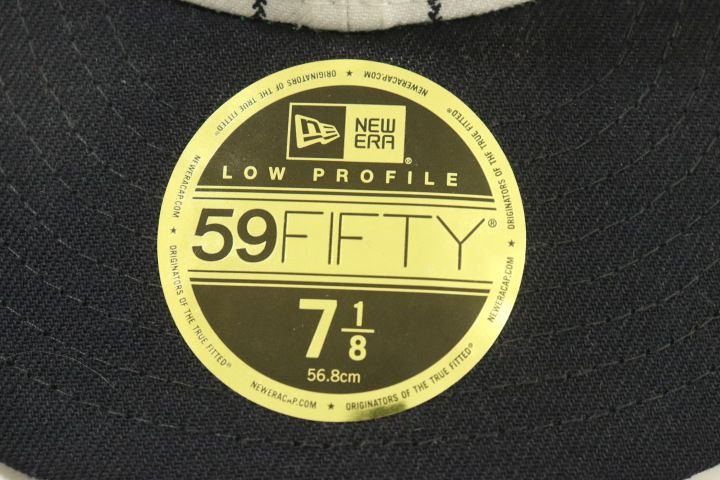 NEW
ERA®
LOW PROFILE
59FIFTY®
7 1/8
56.8cm
NEWERACAP.COM ★ ORIGINATORS OF THE TRUE FITTED® ★ NEWERACAP.COM ★ ORIGINATORS OF THE TRUE FITTED® ★ NEWERACAP.COM ★ ORIGINATORS OF THE TRUE FITTED® ★ NEWERACAP.COM ★ ORIGINATORS OF THE TRUE FITTED®